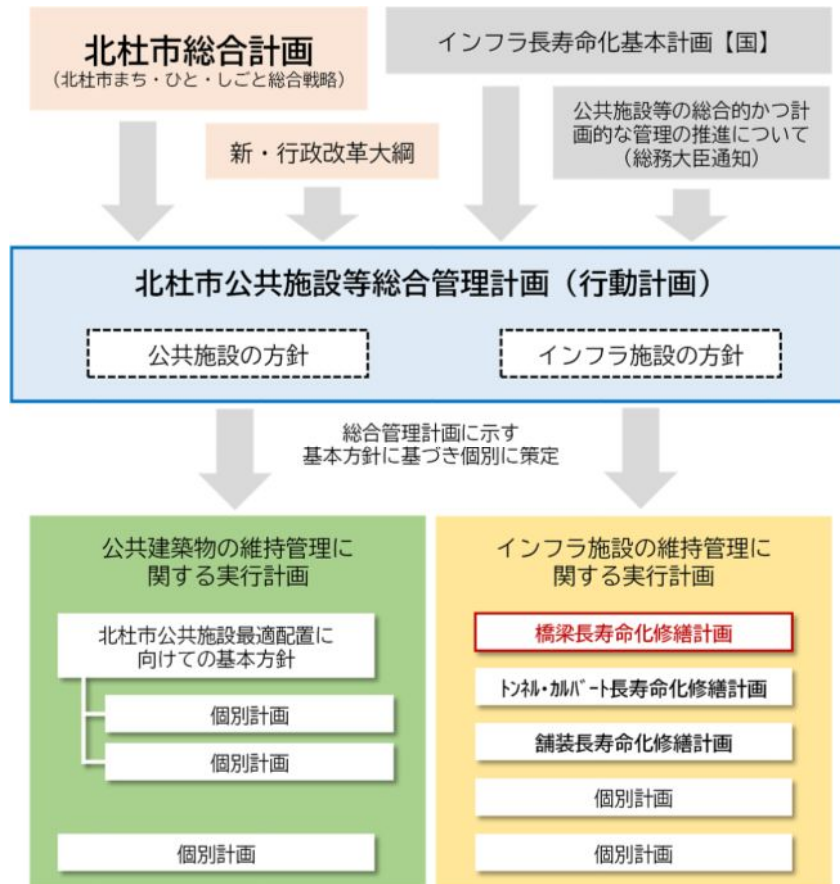 北杜市総合計画
（北杜市まち・ひと・しごと総合戦略）
インフラ長寿命化基本計画【国】
新・行政改革大綱
公共施設等の総合的かつ計
画的な管理の推進について
（総務大臣通知）
北杜市公共施設等総合管理計画（行動計画）
公共施設の方針
インフラ施設の方針
総合管理計画に示す
基本方針に基づき個別に策定
公共建築物の維持管理に
関する実行計画
北杜市公共施設最適配置に
向けての基本方針
個別計画
個別計画
個別計画
インフラ施設の維持管理に
関する実行計画
橋梁長寿命化修繕計画
ﾄﾝﾈﾙ･ｶﾙﾊﾞｰﾄ長寿命化修繕計画
舗装長寿命化修繕計画
個別計画
個別計画